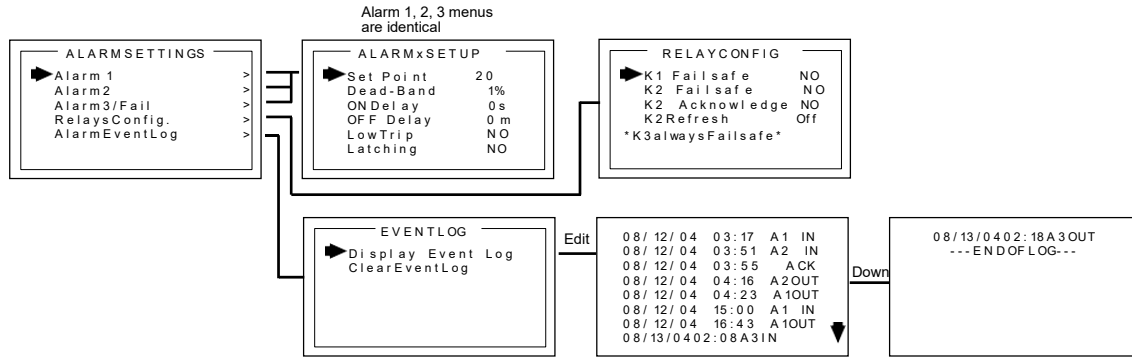 Alarm 1, 2, 3 menus
are identical
ALARMSETTINGS
Alarm 1 >
Alarm2 >
Alarm3/Fail >
RelaysConfig. >
AlarmEventLog >
ALARMxSETUP
Set Point 20
Dead-Band 1%
ONDelay 0s
OFF Delay 0 m
LowTrip NO
Latching NO
RELAYCONFIG
K1 Failsafe NO
K2 Failsafe NO
K2 Acknowledge NO
K2Refresh Off
*K3alwaysFailsafe*
EVENTLOG
Display Event Log
ClearEventLog
Edit
08/12/04 03:17 A1 IN
08/12/04 03:51 A2 IN
08/12/04 03:55 ACK
08/12/04 04:16 A2OUT
08/12/04 04:23 A1OUT
08/12/04 15:00 A1 IN
08/12/04 16:43 A1OUT
08/13/0402:08A3IN
Down
08/13/0402:18A3OUT
---ENDOFLOG---